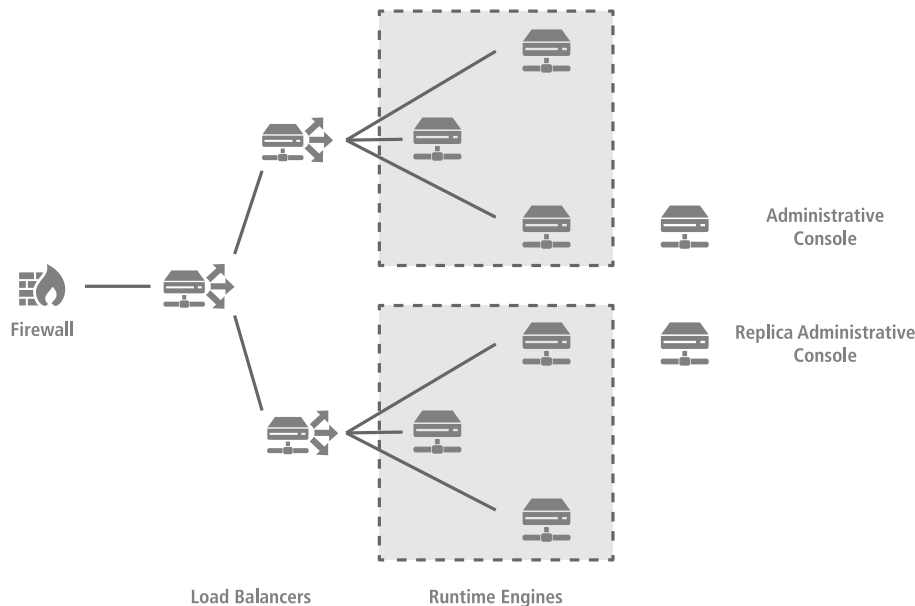 Administrative
Console
Firewall
Replica Administrative
Console
Load Balancers
Runtime Engines